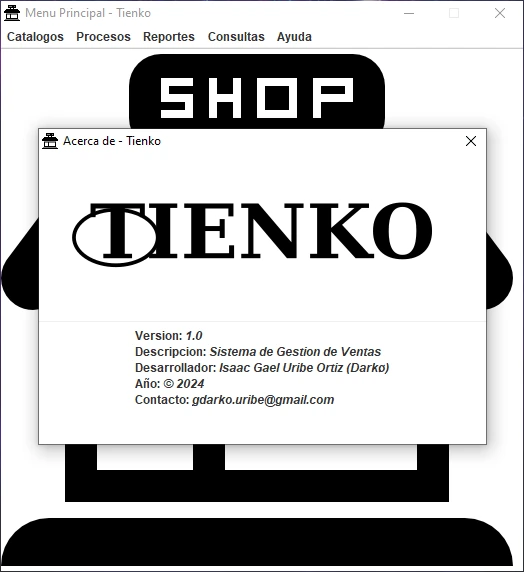 Menu Principal - Tienko
Catalogos Procesos Reportes Consultas Ayuda
SHOP
Acerca de - Tienko
TIENKO
Version: 1.0
Descripcion: Sistema de Gestion de Ventas
Desarrollador: Isaac Gael Uribe Ortiz (Darkø)
Año: © 2024
Contacto: gdarko.uribe@gmail.com